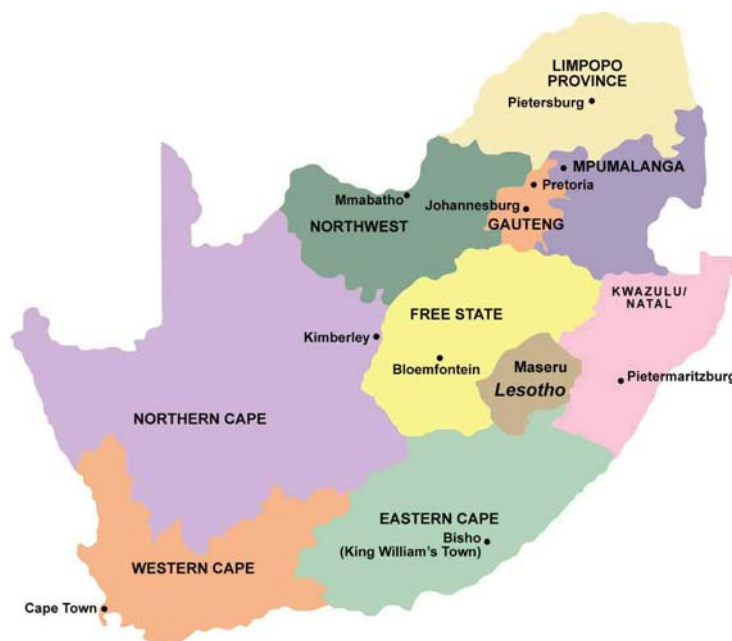 LIMPOPO
PROVINCE
Pietersburg
MPUMALANGA
Pretoria
Mmabatho
Johannesburg
NORTHWEST
GAUTENG
KWAZULU/
NATAL
FREE STATE
Kimberley
Bloemfontein
Maseru
Lesotho
Pietermaritzburg
NORTHERN CAPE
EASTERN CAPE
Bisho
(King William's Town)
WESTERN CAPE
Cape Town